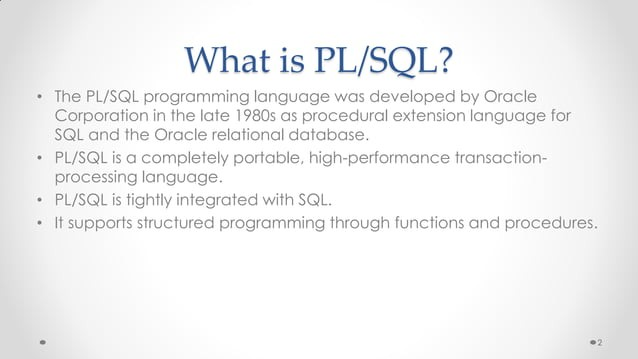 What is PL/SQL?
• The PL/SQL programming language was developed by Oracle
Corporation in the late 1980s as procedural extension language for
SQL and the Oracle relational database.
• PL/SQL is a completely portable, high-performance transaction-
processing language.
• PL/SQL is tightly integrated with SQL.
• It supports structured programming through functions and procedures.
2